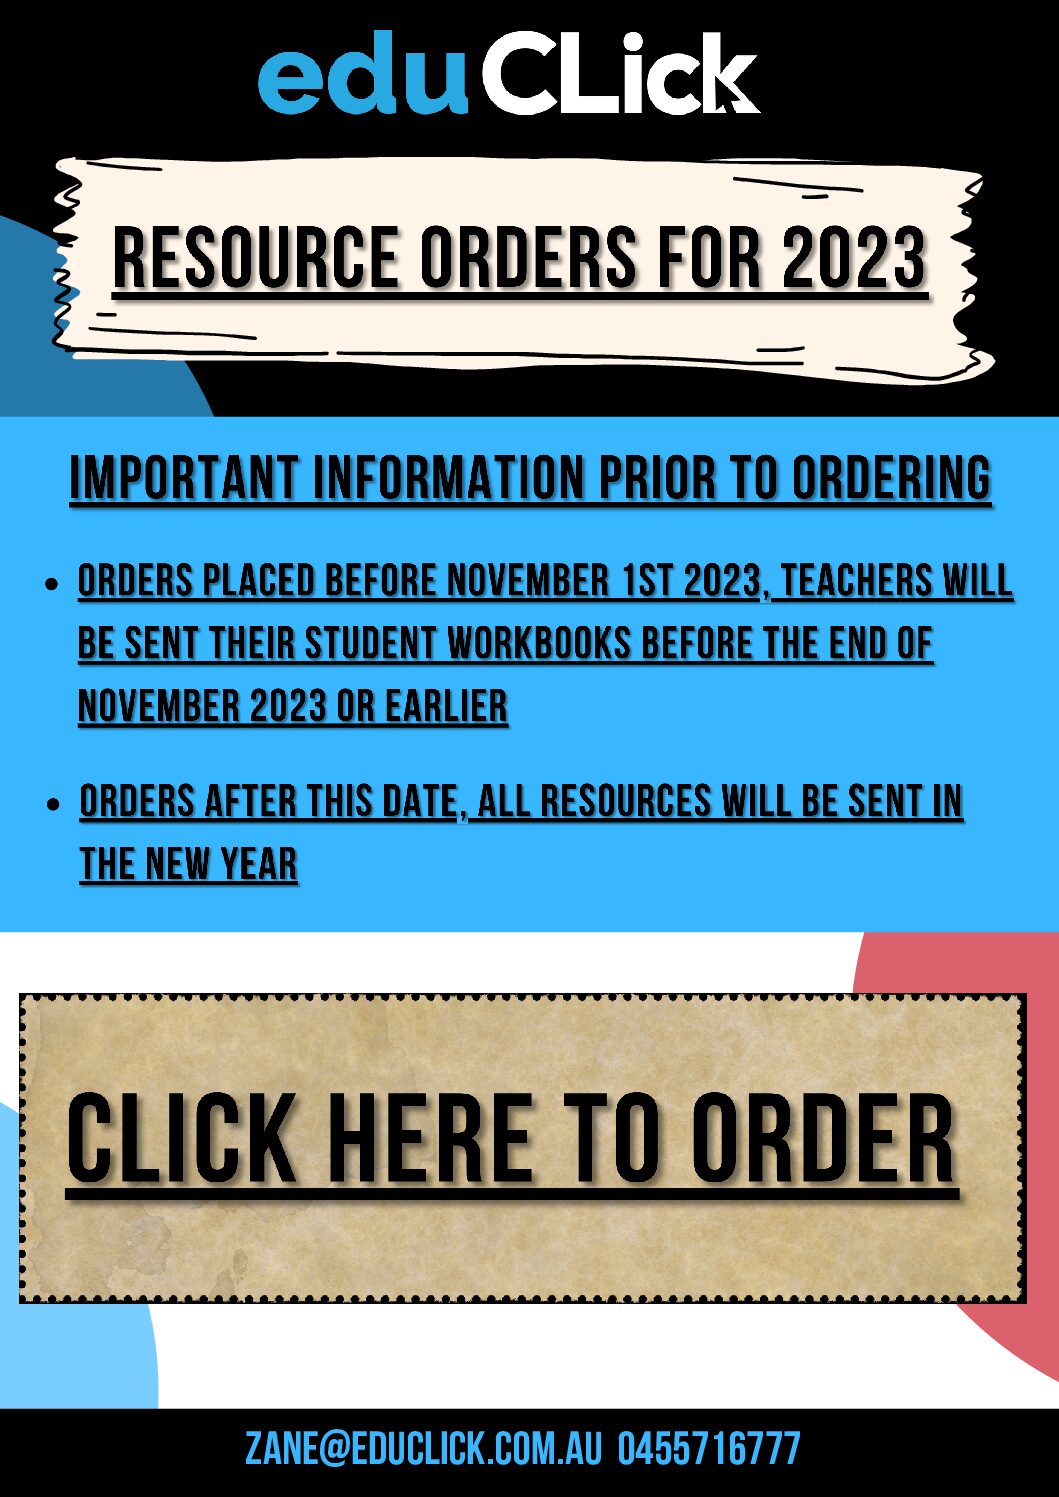 eduCLick
RESOURCE ORDERS FOR 2023
IMPORTANT INFORMATION PRIOR TO ORDERING
• ORDERS PLACED BEFORE NOVEMBER 1ST 2023, TEACHERS WILL
BE SENT THEIR STUDENT WORKBOOKS BEFORE THE END OF
NOVEMBER 2023 OR EARLIER
• ORDERS AFTER THIS DATE, ALL RESOURCES WILL BE SENT IN
THE NEW YEAR
CLICK HERE TO ORDER
ZANE@EDUCLICK.COM.AU 0455716777